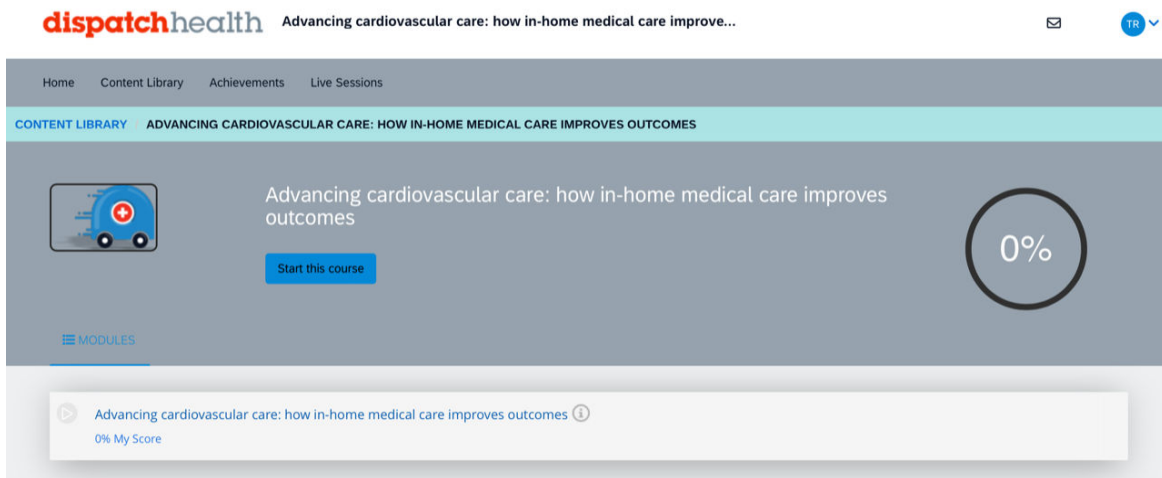 dispatchhealth Advancing cardiovascular care: how in-home medical care improve... TR
Home Content Library Achievements Live Sessions
CONTENT LIBRARY ADVANCING CARDIOVASCULAR CARE: HOW IN-HOME MEDICAL CARE IMPROVES OUTCOMES
Advancing cardiovascular care: how in-home medical care improves
outcomes
0%
Start this course
MODULES
Advancing cardiovascular care: how in-home medical care improves outcomes
0% My Score